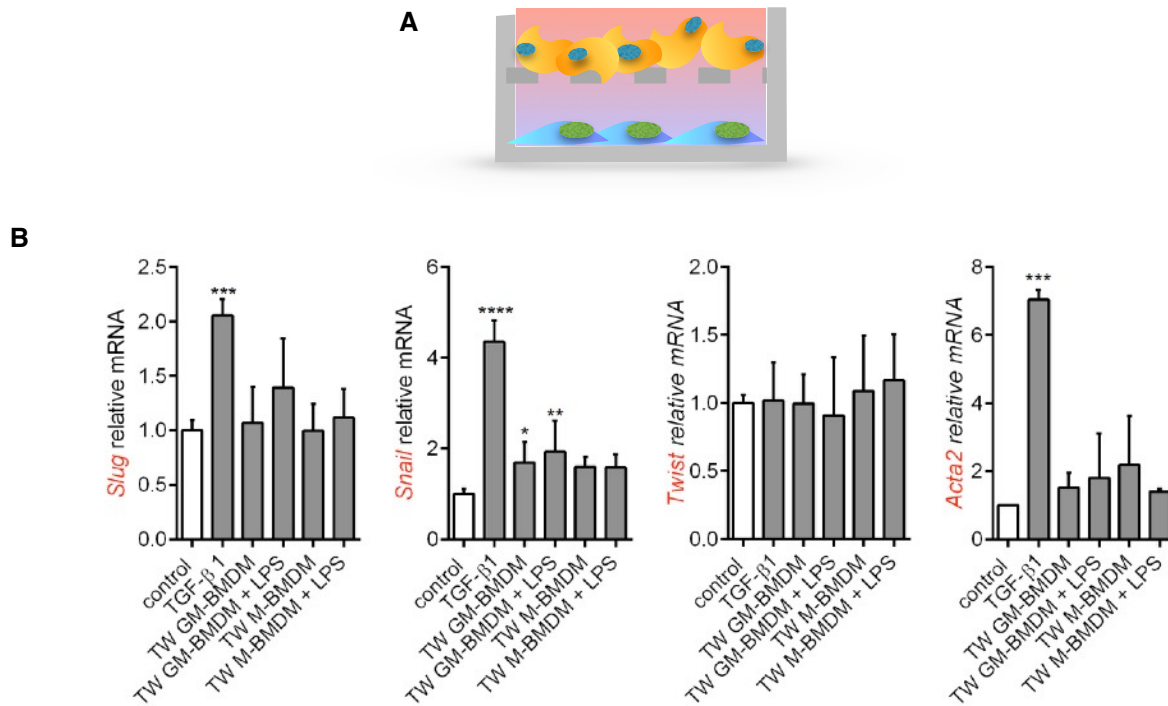 A
B
Slug relative mRNA
2.5
2.0
1.5
1.0
0.5
0.0
***
control
TGF-β 1
TW GM-BMDM
TW GM-BMDM + LPS
TW M-BMDM
TW M-BMDM + LPS
Snail relative mRNA
6
4
2
0
****
*
**
control
TGF-β1
TW GM-BMDM
TW GM-BMDM + LPS
TW M-BMDM
TW M-BMDM + LPS
Twist relative mRNA
2.0
1.5
1.0
0.5
0.0
control
TGF-β1
TW GM-BMDM
TW GM-BMDM + LPS
TW M-BMDM
TW M-BMDM + LPS
Acta2 relative mRNA
8
6
4
2
0
***
control
TGF-β1
TW GM-BMDM
TW GM-BMDM + LPS
TW M-BMDM
TW M-BMDM + LPS